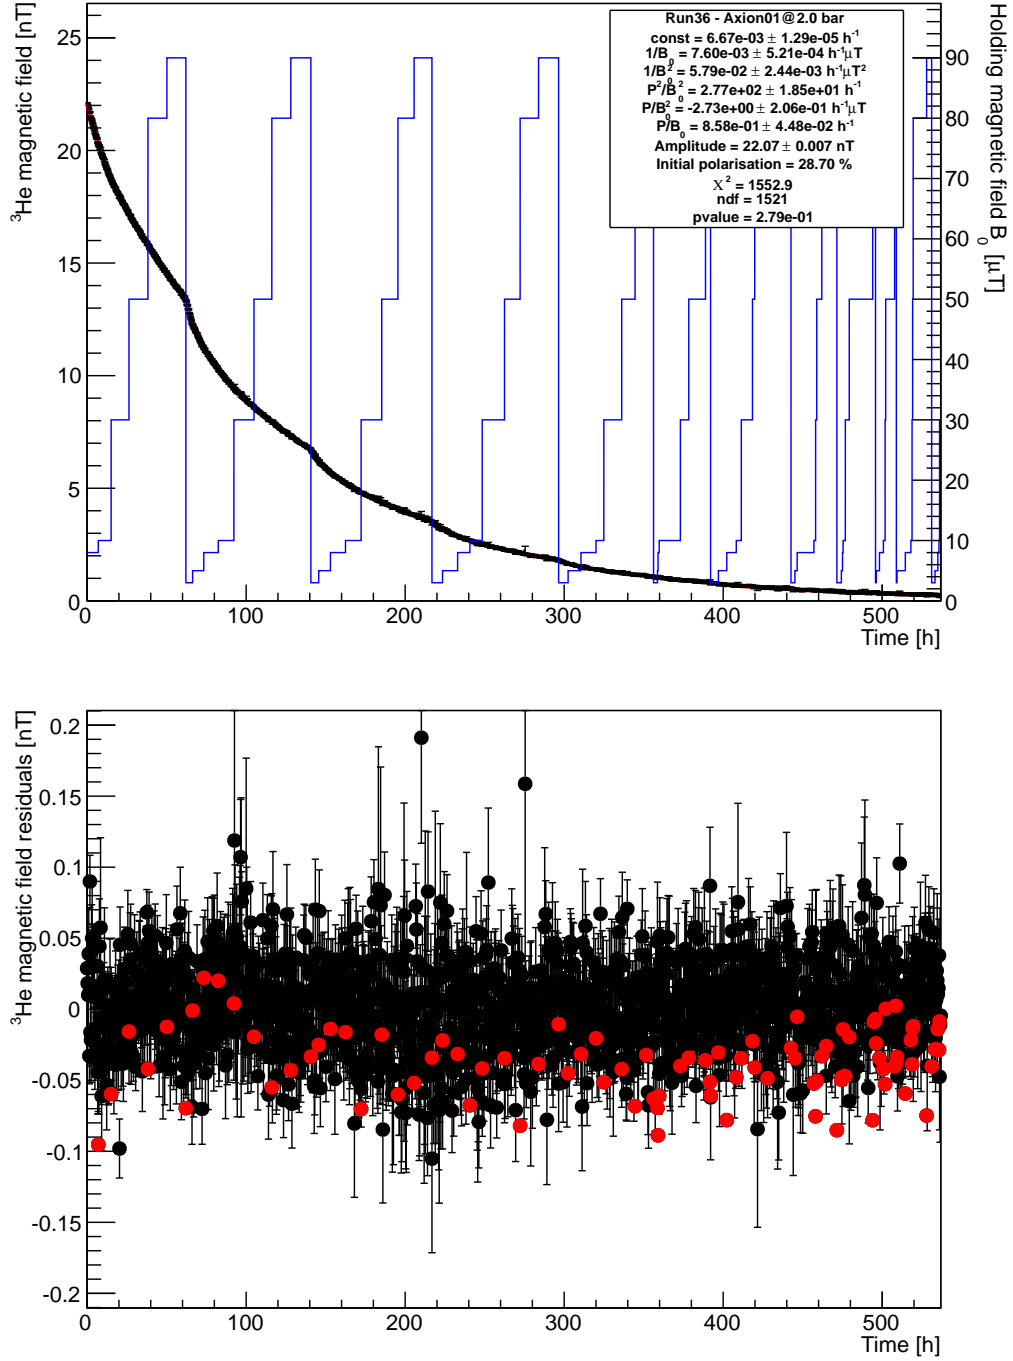 ³He magnetic field [nT]
25
20
15
10
5
0
Run36 - Axion01@2.0 bar
const = 6.67e-03 ± 1.29e-05 h⁻¹
1/B₀ = 7.60e-03 ± 5.21e-04 h⁻¹μT
1/B₀² = 5.79e-02 ± 2.44e-03 h⁻¹μT²
P²/B₀² = 2.77e+02 ± 1.85e+01 h⁻¹
P/B₀² = -2.73e+00 ± 2.06e-01 h⁻¹μT
P/B₀ = 8.58e-01 ± 4.48e-02 h⁻¹
Amplitude = 22.07 ± 0.007 nT
Initial polarisation = 28.70 %
Χ² = 1552.9
ndf = 1521
pvalue = 2.79e-01
Holding magnetic field B₀ [μT]
90
80
70
60
50
40
30
20
10
0
0 100 200 300 400 500
Time [h]
³He magnetic field residuals [nT]
0.2
0.15
0.1
0.05
0
-0.05
-0.1
-0.15
-0.2
0 100 200 300 400 500
Time [h]